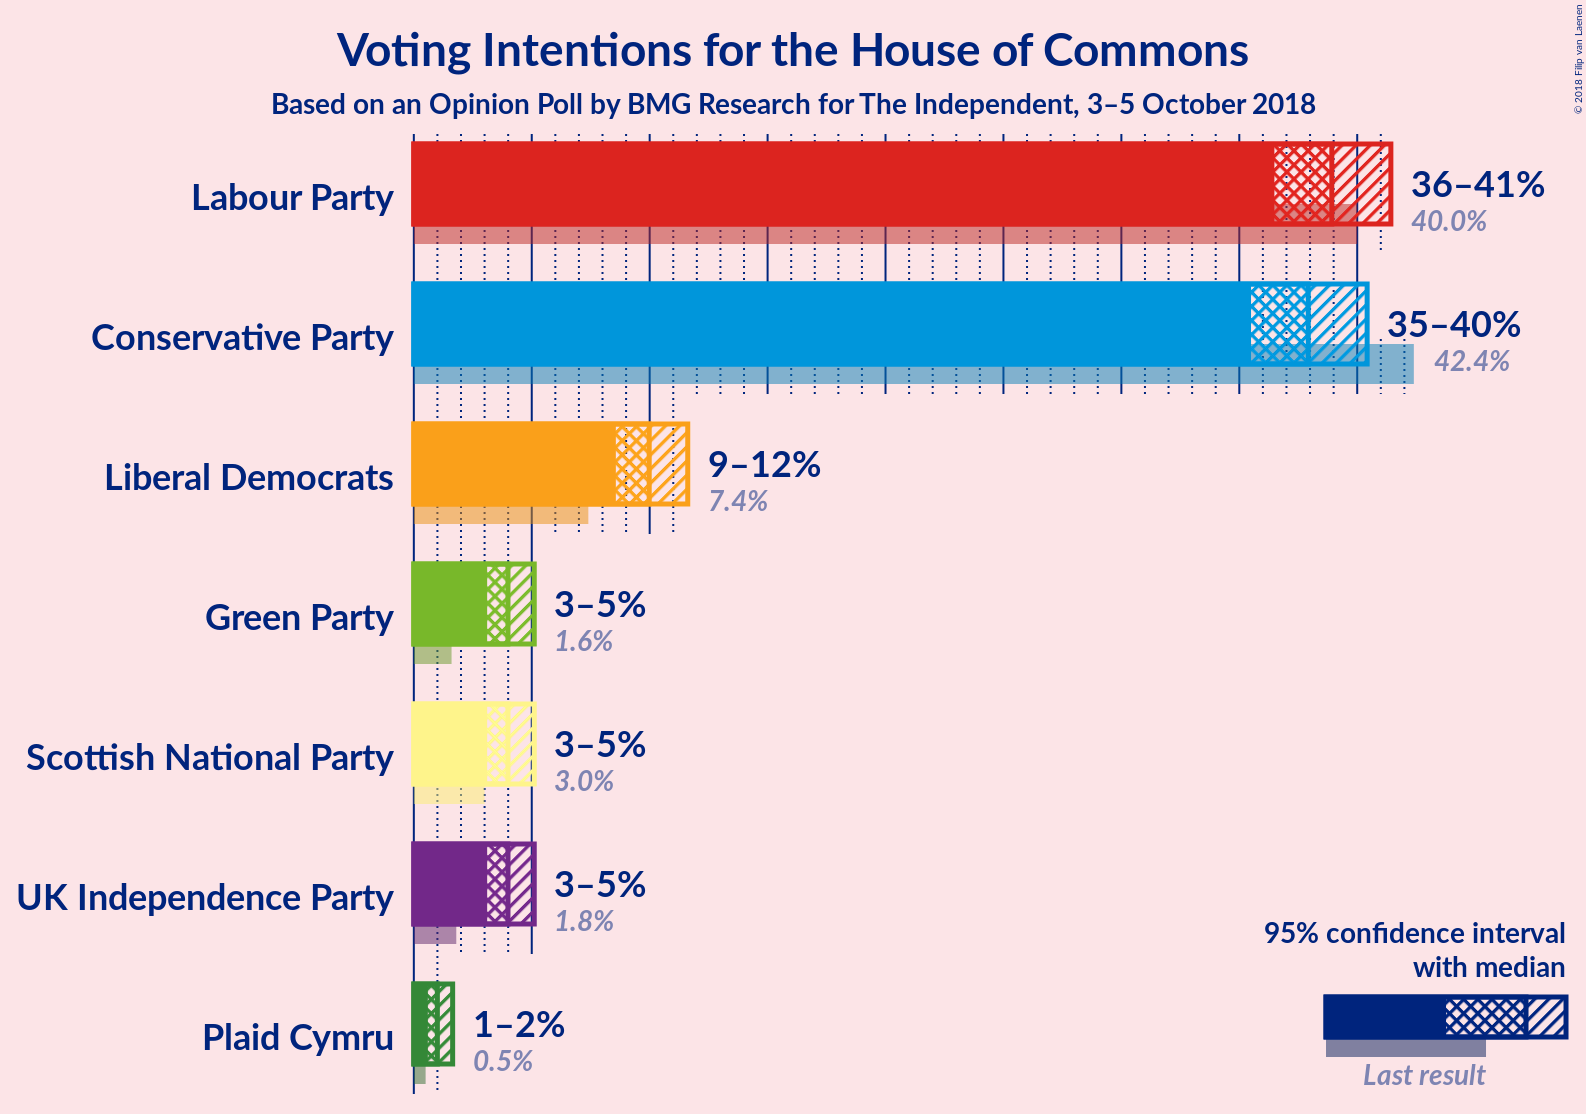 Voting Intentions for the House of Commons
Based on an Opinion Poll by BMG Research for The Independent, 3–5 October 2018
© 2018 Filip van Laenen
Labour Party
36–41%
40.0%
Conservative Party
35–40%
42.4%
Liberal Democrats
9–12%
7.4%
Green Party
3–5%
1.6%
Scottish National Party
3–5%
3.0%
UK Independence Party
3–5%
1.8%
Plaid Cymru
1–2%
0.5%
95% confidence interval
with median
Last result